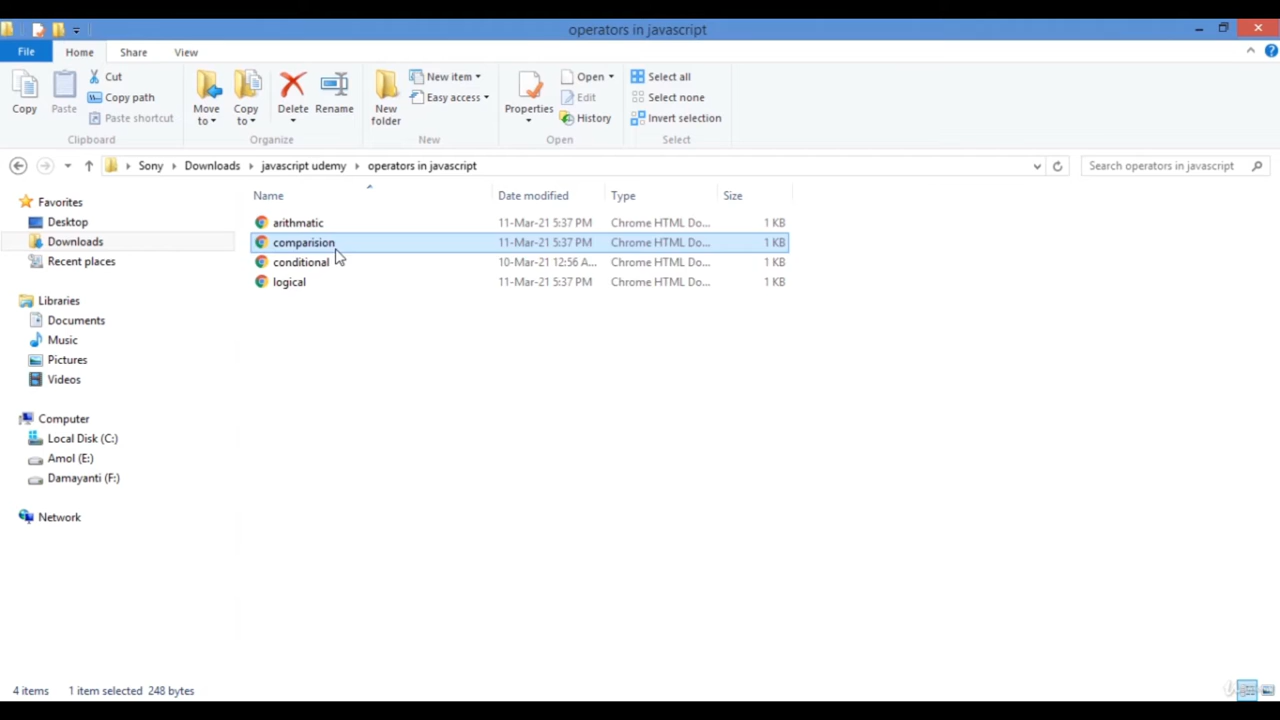 operators in javascript
File Home Share View
Copy
Paste
Cut
Copy path
Paste shortcut
Clipboard
Move to
Copy to
Delete
Rename
Organize
New folder
New item
Easy access
New
Properties
Open
Edit
History
Open
Select all
Select none
Invert selection
Select
Sony Downloads javascript udemy operators in javascript
Search operators in javascript
Favorites
Desktop
Downloads
Recent places
Libraries
Documents
Music
Pictures
Videos
Computer
Local Disk (C:)
Amol (E:)
Damayanti (F:)
Network
Name Date modified Type Size
arithmatic 11-Mar-21 5:37 PM Chrome HTML Do... 1 KB
comparision 11-Mar-21 5:37 PM Chrome HTML Do... 1 KB
conditional 10-Mar-21 12:56 A... Chrome HTML Do... 1 KB
logical 11-Mar-21 5:37 PM Chrome HTML Do... 1 KB
4 items 1 item selected 248 bytes